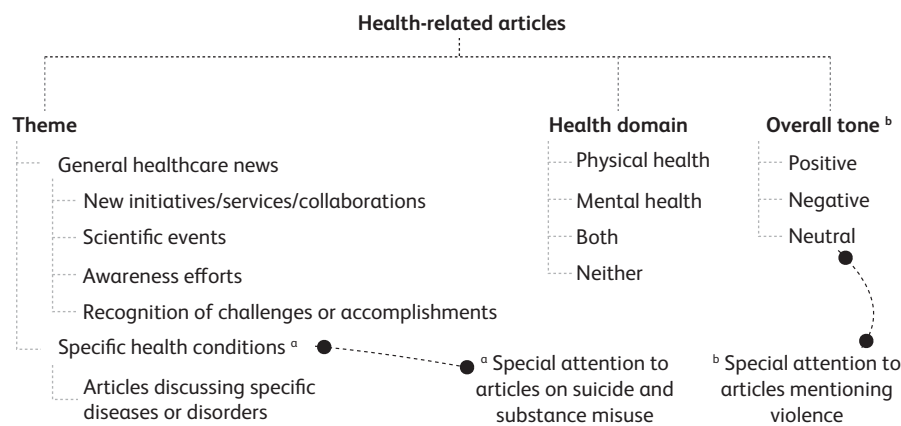 Health-related articles
Theme
General healthcare news
New initiatives/services/collaborations
Scientific events
Awareness efforts
Recognition of challenges or accomplishments
Specific health conditions ᵃ
Articles discussing specific
diseases or disorders
ᵃ Special attention to
articles on suicide and
substance misuse
Health domain
Physical health
Mental health
Both
Neither
Overall tone ᵇ
Positive
Negative
Neutral
ᵇ Special attention to
articles mentioning
violence